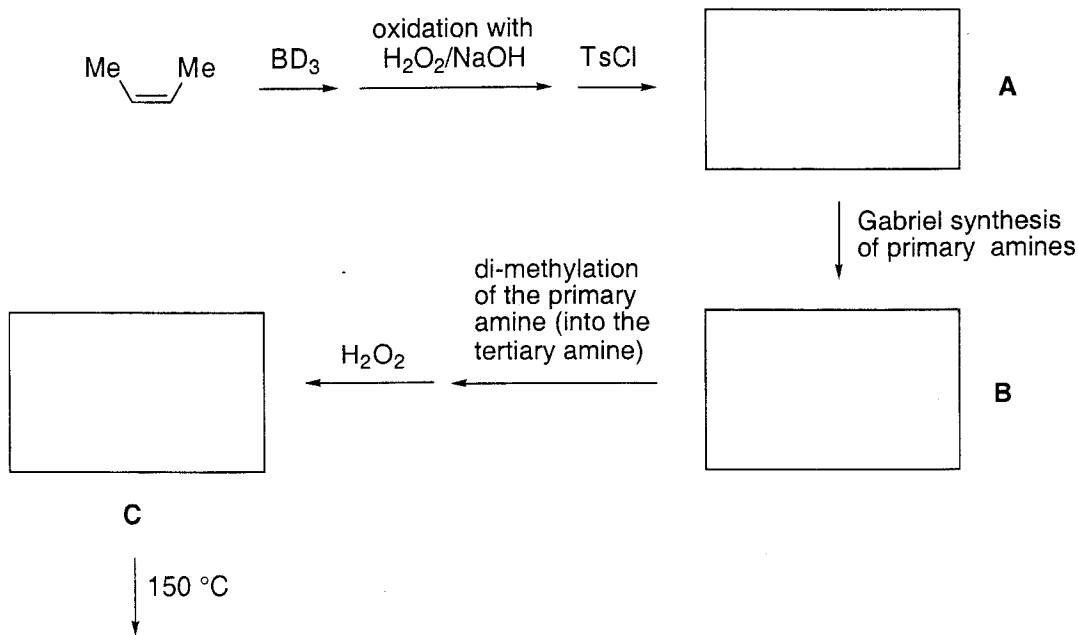 Me Me
BD3
oxidation with
H2O2/NaOH
TsCl
A
Gabriel synthesis
of primary amines
di-methylation
of the primary
amine (into the
tertiary amine)
H2O2
B
C
150 °C